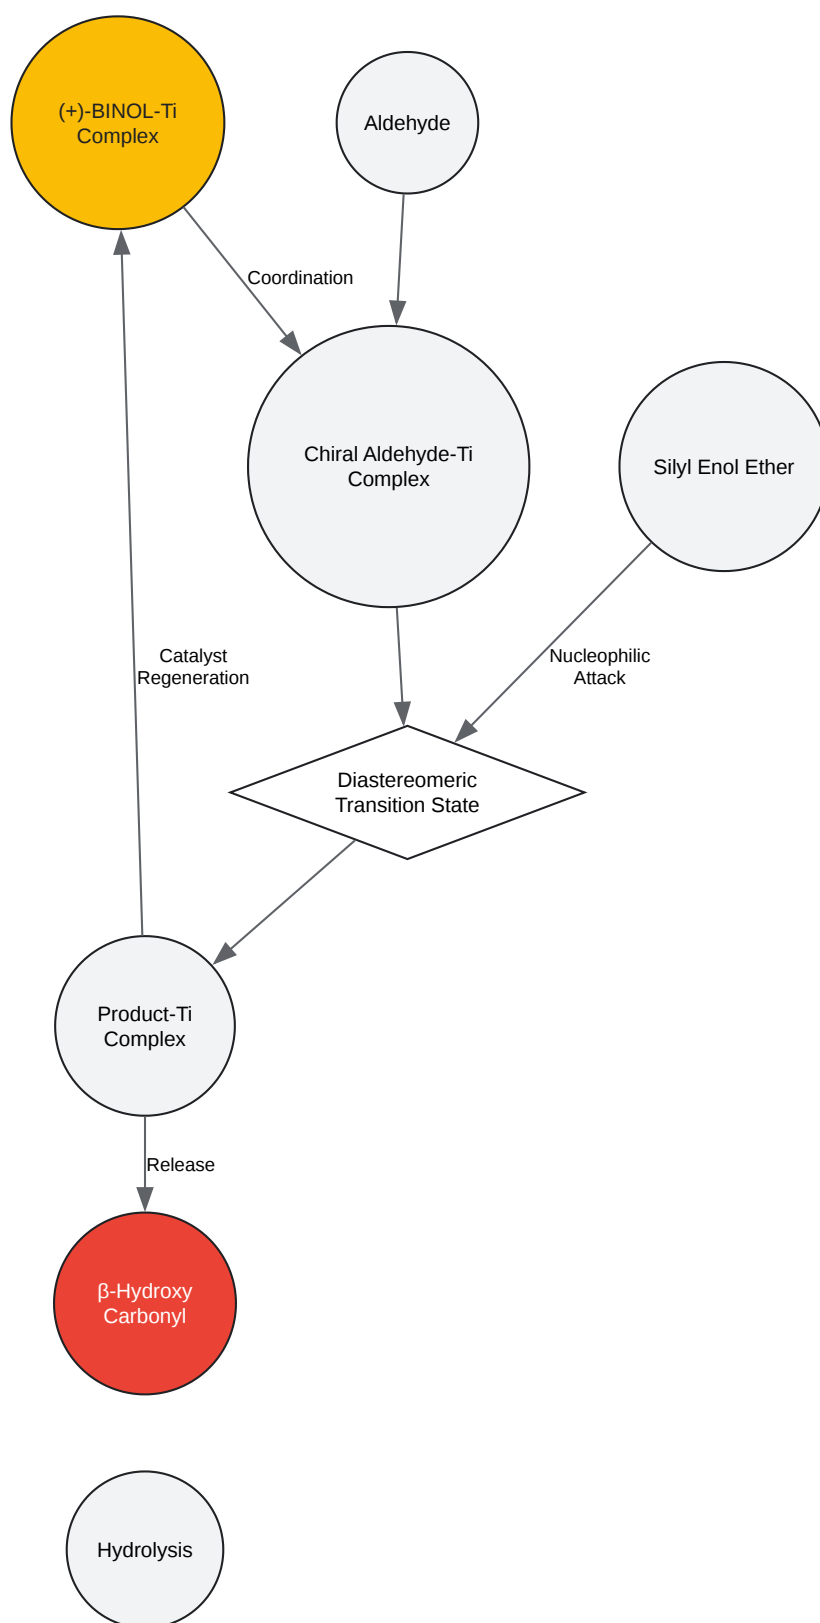 (+)-BINOL-Ti
Complex
Aldehyde
Coordination
Chiral Aldehyde-Ti
Complex
Silyl Enol Ether
Catalyst
Regeneration
Nucleophilic
Attack
Diastereomeric
Transition State
Product-Ti
Complex
Release
β-Hydroxy
Carbonyl
Hydrolysis